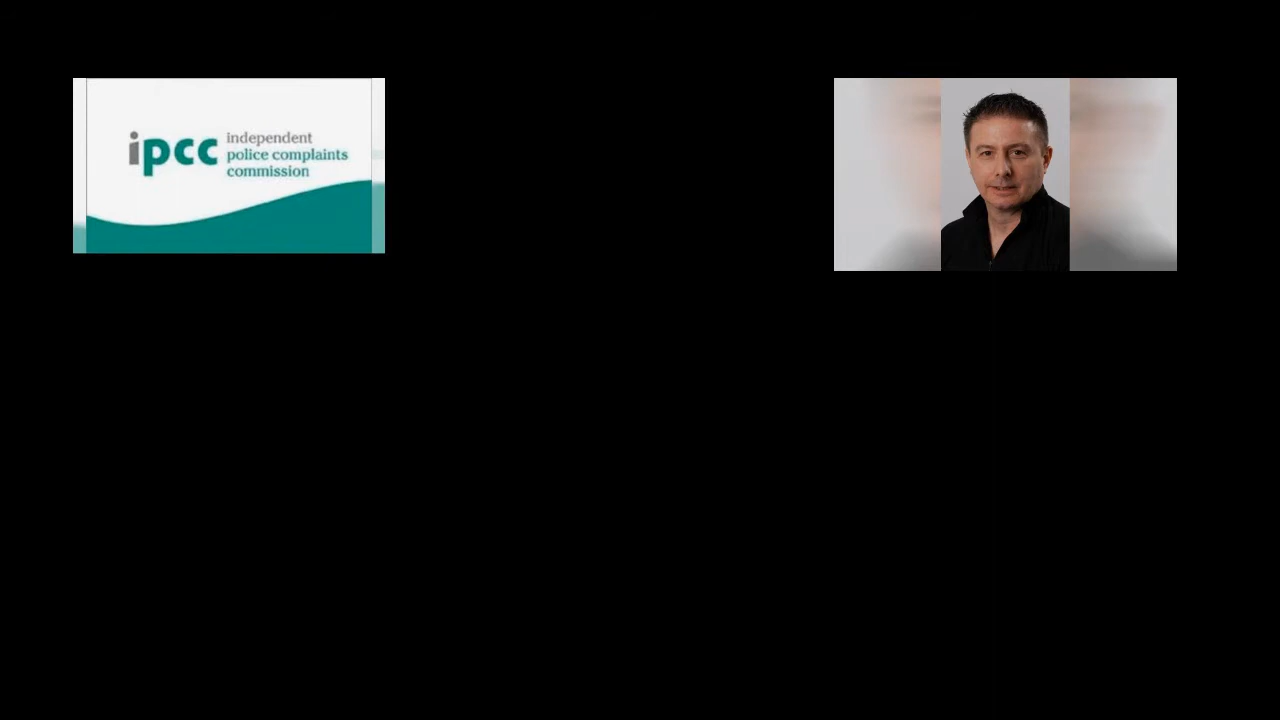 ipcc
independent
police complaints
commission